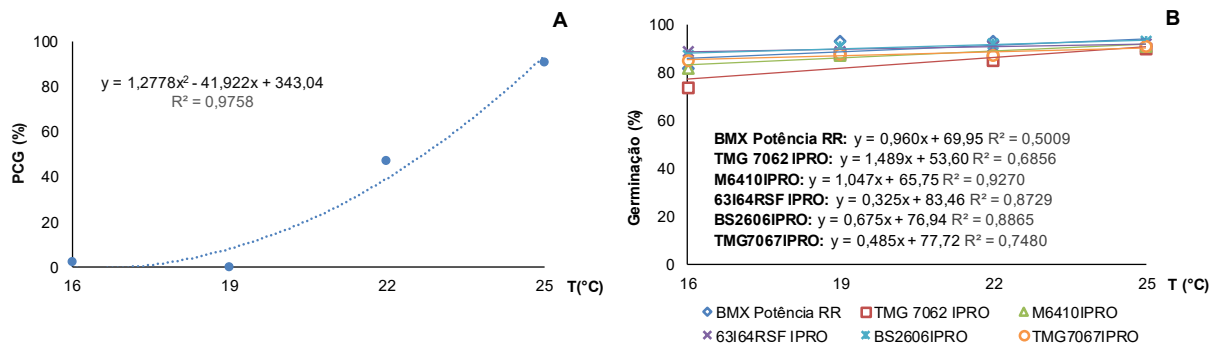 A
y = 1,2778x² - 41,922x + 343,04
R² = 0,9758
PCG (%)
100
80
60
40
20
0
16
19
22
25
T(°C)
B
Germinação (%)
100
80
60
40
20
0
BMX Potência RR: y = 0,960x + 69,95 R² = 0,5009
TMG 7062 IPRO: y = 1,489x + 53,60 R² = 0,6856
M6410IPRO: y = 1,047x + 65,75 R² = 0,9270
63I64RSF IPRO: y = 0,325x + 83,46 R² = 0,8729
BS2606IPRO: y = 0,675x + 76,94 R² = 0,8865
TMG7067IPRO: y = 0,485x + 77,72 R² = 0,7480
16
19
22
25
T (°C)
BMX Potência RR
TMG 7062 IPRO
M6410IPRO
63I64RSF IPRO
BS2606IPRO
TMG7067IPRO